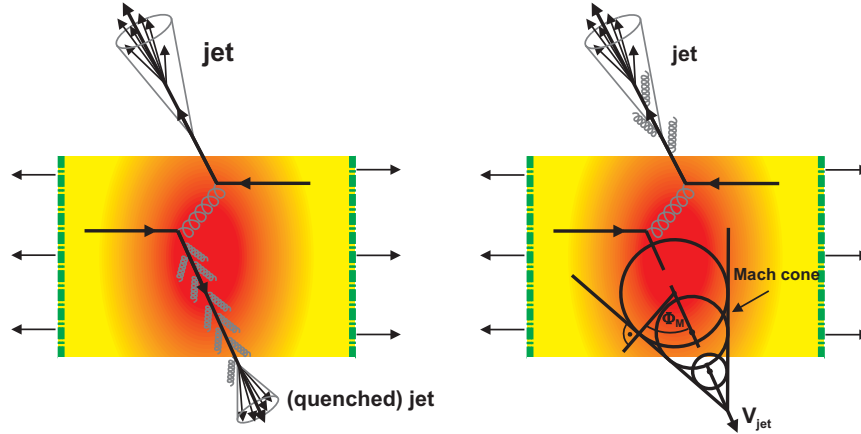 jet
(quenched) jet
jet
Mach cone
Φ_M
V_jet